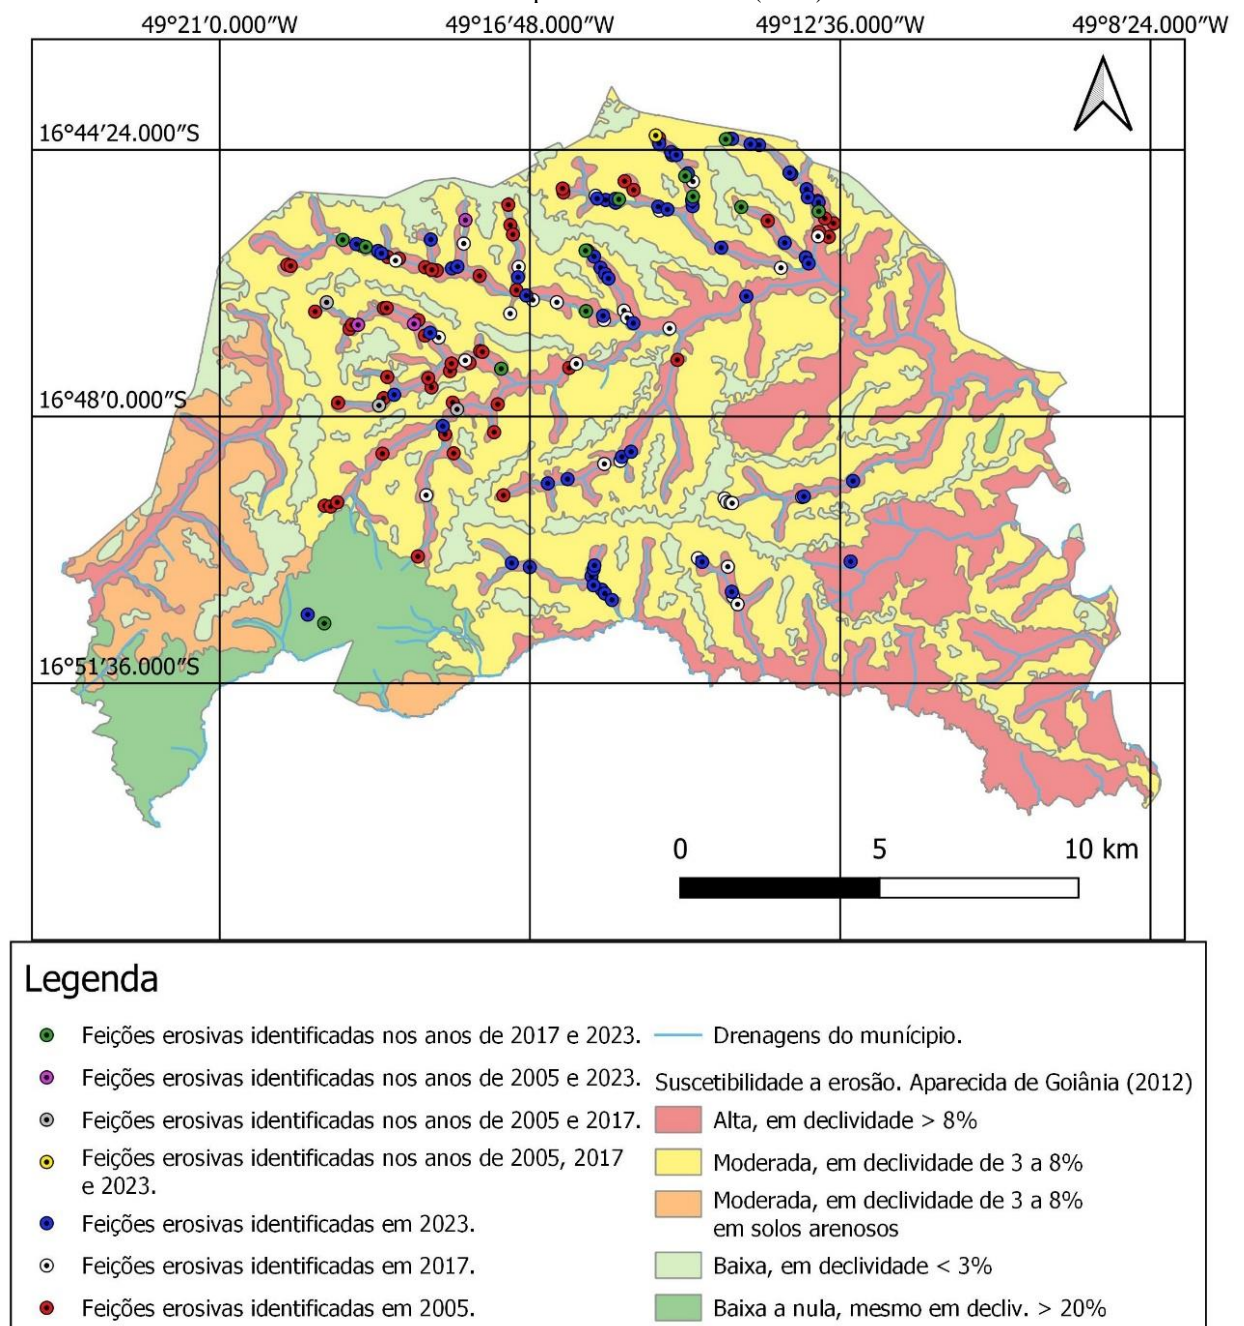 49°21′0.000″W 49°16′48.000″W 49°12′36.000″W 49°8′24.000″W
16°44′24.000″S
16°48′0.000″S
16°51′36.000″S
0 5 10 km
Legenda
Feições erosivas identificadas nos anos de 2017 e 2023.
Feições erosivas identificadas nos anos de 2005 e 2023.
Feições erosivas identificadas nos anos de 2005 e 2017.
Feições erosivas identificadas nos anos de 2005, 2017
e 2023.
Feições erosivas identificadas em 2023.
Feições erosivas identificadas em 2017.
Feições erosivas identificadas em 2005.
Drenagens do munícipio.
Suscetibilidade a erosão. Aparecida de Goiânia (2012)
Alta, em declividade > 8%
Moderada, em declividade de 3 a 8%
Moderada, em declividade de 3 a 8%
em solos arenosos
Baixa, em declividade < 3%
Baixa a nula, mesmo em decliv. > 20%